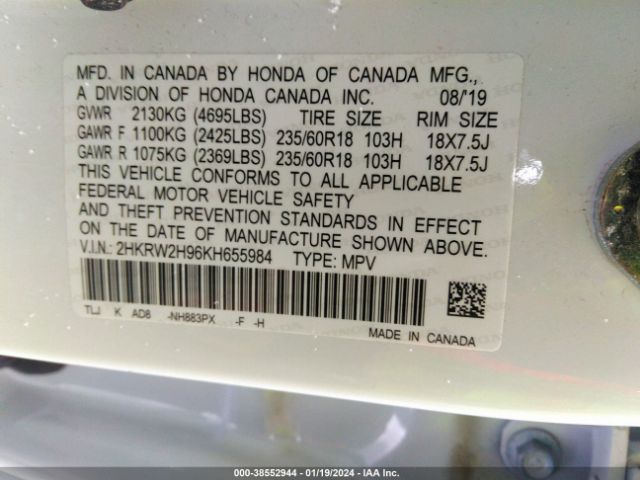 MFD. IN CANADA BY HONDA OF CANADA MFG.,
A DIVISION OF HONDA CANADA INC. 08/'19
GVWR 2130KG (4695LBS) TIRE SIZE RIM SIZE
GAWR F 1100KG (2425LBS) 235/60R18 103H 18X7.5J
GAWR R 1075KG (2369LBS) 235/60R18 103H 18X7.5J
THIS VEHICLE CONFORMS TO ALL APPLICABLE
FEDERAL MOTOR VEHICLE SAFETY
AND THEFT PREVENTION STANDARDS IN EFFECT
ON THE DATE OF MANUFACTURE SHOWN ABOVE.
V.I.N.: 2HKRW2H96KH655984 TYPE: MPV
TLJ K AD8 -NH883PX -F -H
MADE IN CANADA
000-38552944 - 01/19/2024 - IAA Inc.